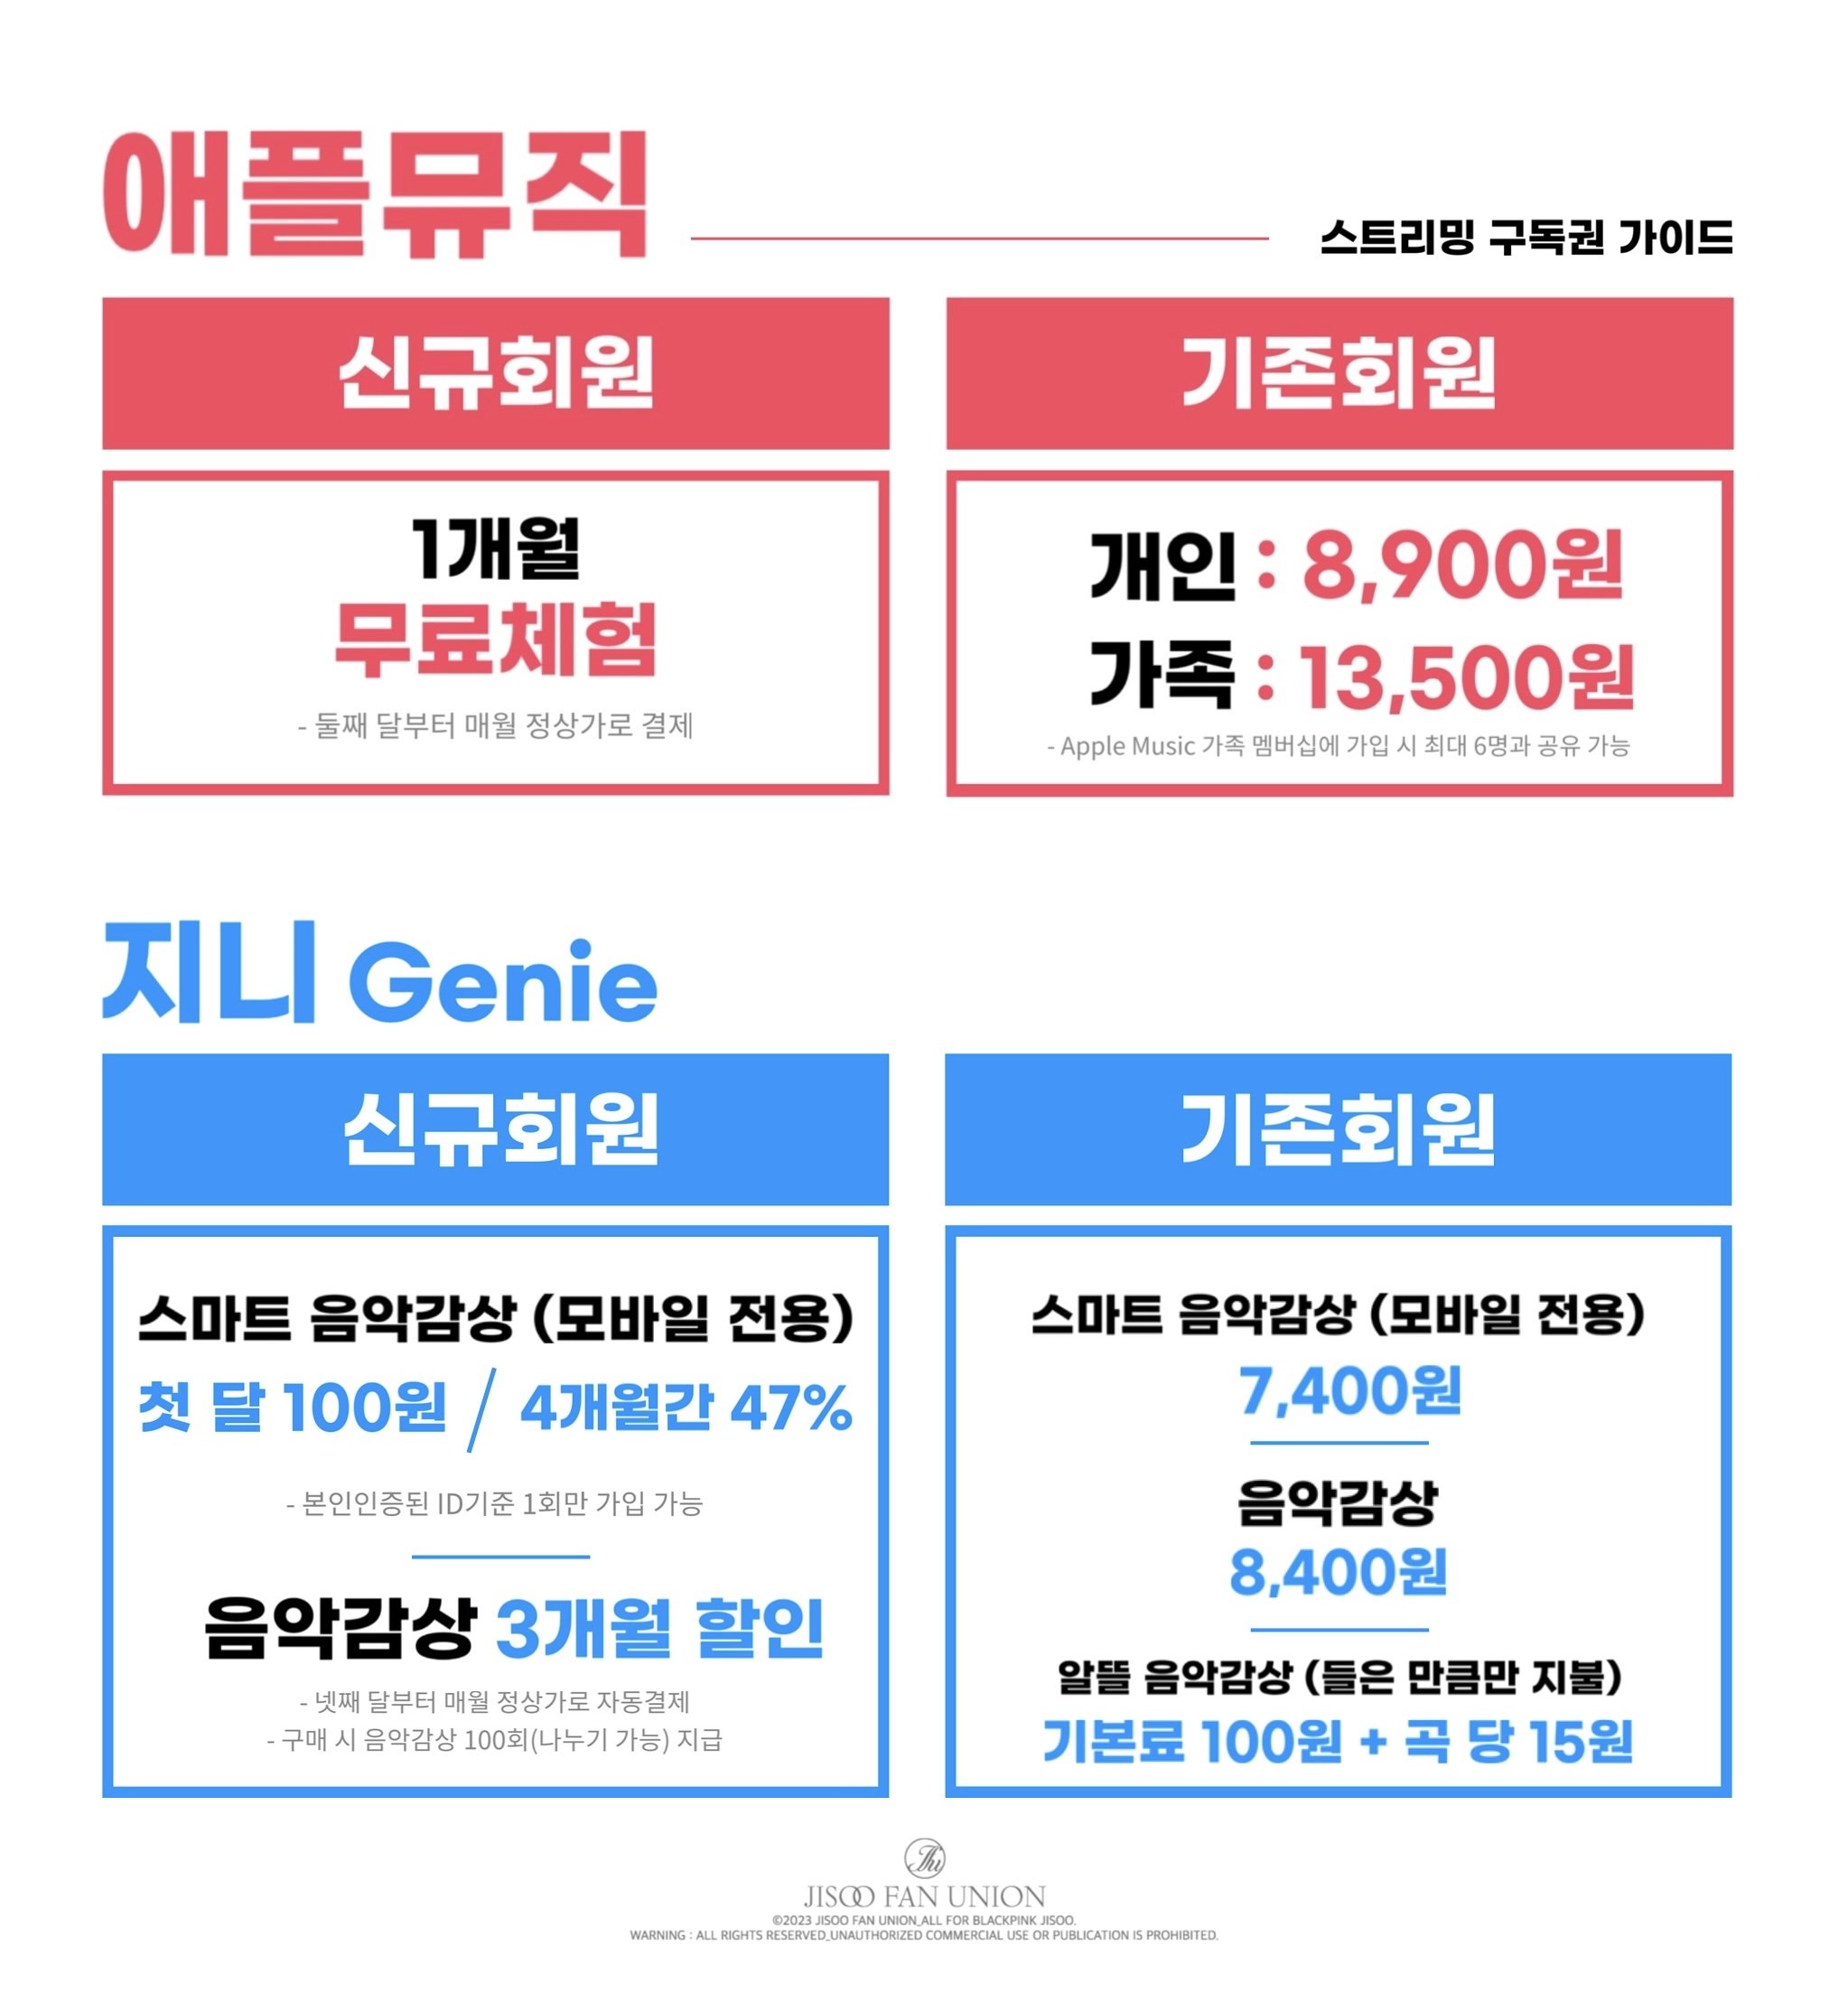 애플뮤직
스트리밍 구독권 가이드
신규회원
1개월
무료체험
- 둘째 달부터 매월 정상가로 결제
기존회원
개인 : 8,900원
가족 : 13,500원
- Apple Music 가족 멤버십에 가입 시 최대 6명과 공유 가능
지니 Genie
신규회원
스마트 음악감상 (모바일 전용)
첫 달 100원 / 4개월간 47%
- 본인인증된 ID기준 1회만 가입 가능
음악감상 3개월 할인
- 넷째 달부터 매월 정상가로 자동결제
- 구매 시 음악감상 100회(나누기 가능) 지급
기존회원
스마트 음악감상 (모바일 전용)
7,400원
음악감상
8,400원
알뜰 음악감상 (들은 만큼만 지불)
기본료 100원 + 곡 당 15원
Jfu
JISOO FAN UNION
©2023 JISOO FAN UNION_ALL FOR BLACKPINK JISOO.
WARNING : ALL RIGHTS RESERVED_UNAUTHORIZED COMMERCIAL USE OR PUBLICATION IS PROHIBITED.